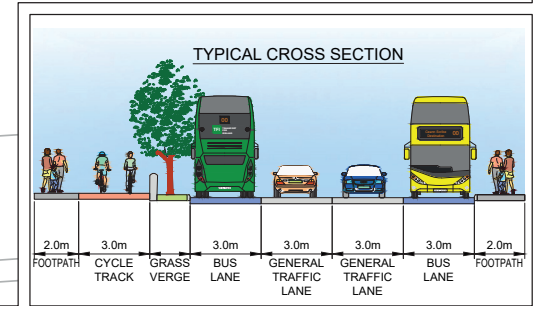 TYPICAL CROSS SECTION
2.0m 3.0m 3.0m 3.0m 3.0m 3.0m 2.0m
FOOTPATH CYCLE GRASS BUS GENERAL GENERAL BUS FOOTPATH
TRACK VERGE LANE TRAFFIC TRAFFIC LANE
LANE LANE